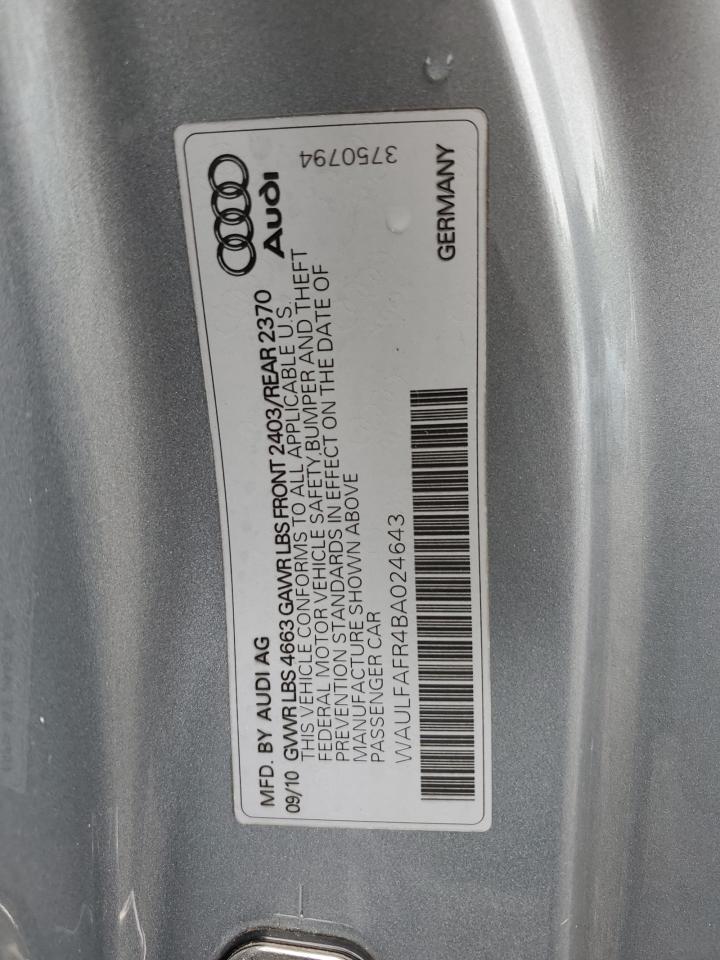 MFD. BY AUDI AG
Audi
09/10 GVWR LBS 4663 GAWR LBS FRONT 2403/REAR 2370
THIS VEHICLE CONFORMS TO ALL APPLICABLE U.S.
FEDERAL MOTOR VEHICLE SAFETY, BUMPER AND THEFT
PREVENTION STANDARDS IN EFFECT ON THE DATE OF
MANUFACTURE SHOWN ABOVE
PASSENGER CAR
WAULFAFR4BA024643
3750794
GERMANY